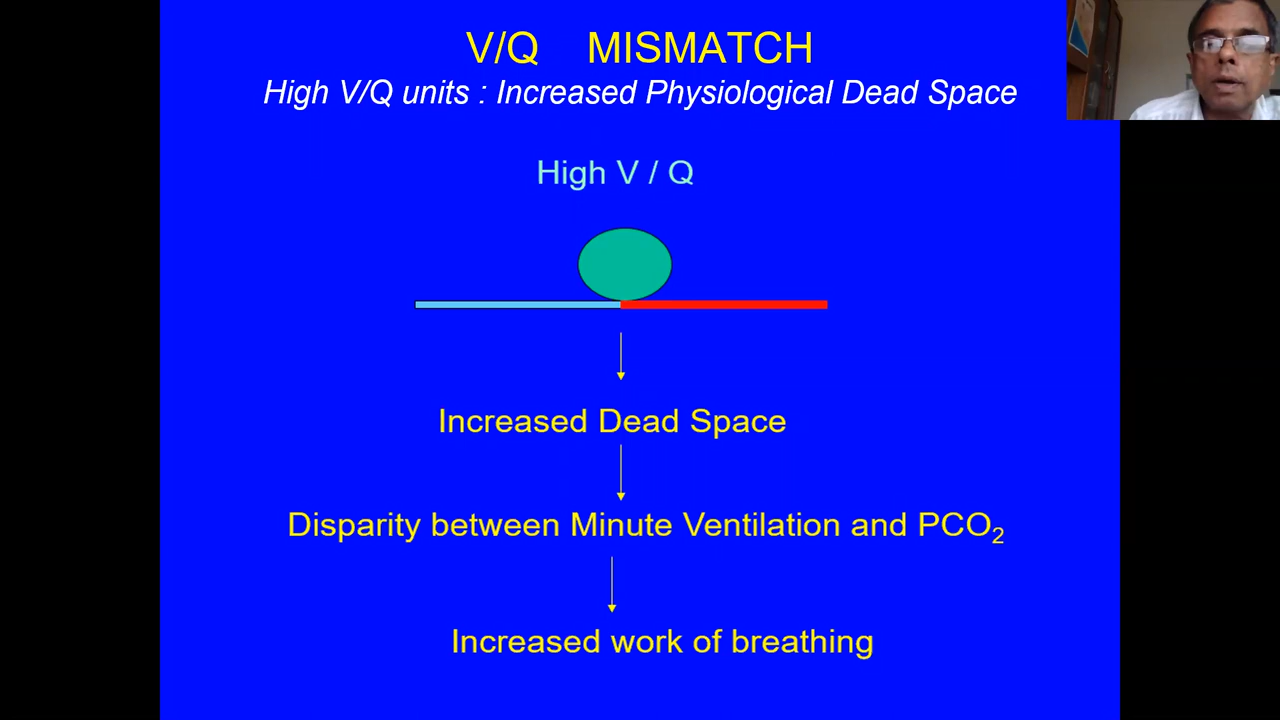 V/Q MISMATCH
High V/Q units : Increased Physiological Dead Space
High V / Q
Increased Dead Space
Disparity between Minute Ventilation and PCO₂
Increased work of breathing